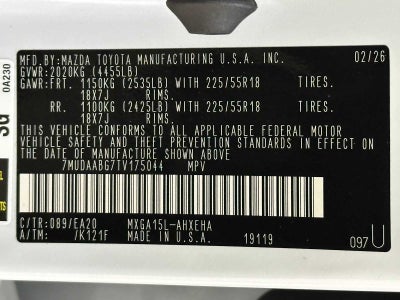 MFD.BY:MAZDA TOYOTA MANUFACTURING U.S.A. INC. 02/26
GVWR:2020KG (4455LB)
GAWR:FRT. 1150KG (2535LB) WITH 225/55R18 TIRES.
18X7J RIMS.
RR. 1100KG (2425LB) WITH 225/55R18 TIRES.
18X7J RIMS.
THIS VEHICLE CONFORMS TO ALL APPLICABLE FEDERAL MOTOR
VEHICLE SAFETY, BUMPER, AND THEFT PREVENTION STANDARDS IN
EFFECT ON THE DATE OF MANUFACTURE SHOWN ABOVE.
7MUDAABG7TV175044 MPV
C/TR:089/EA20 MXGA15L-AHXEHA
A/TM: /K121F 19119 097U
0A230